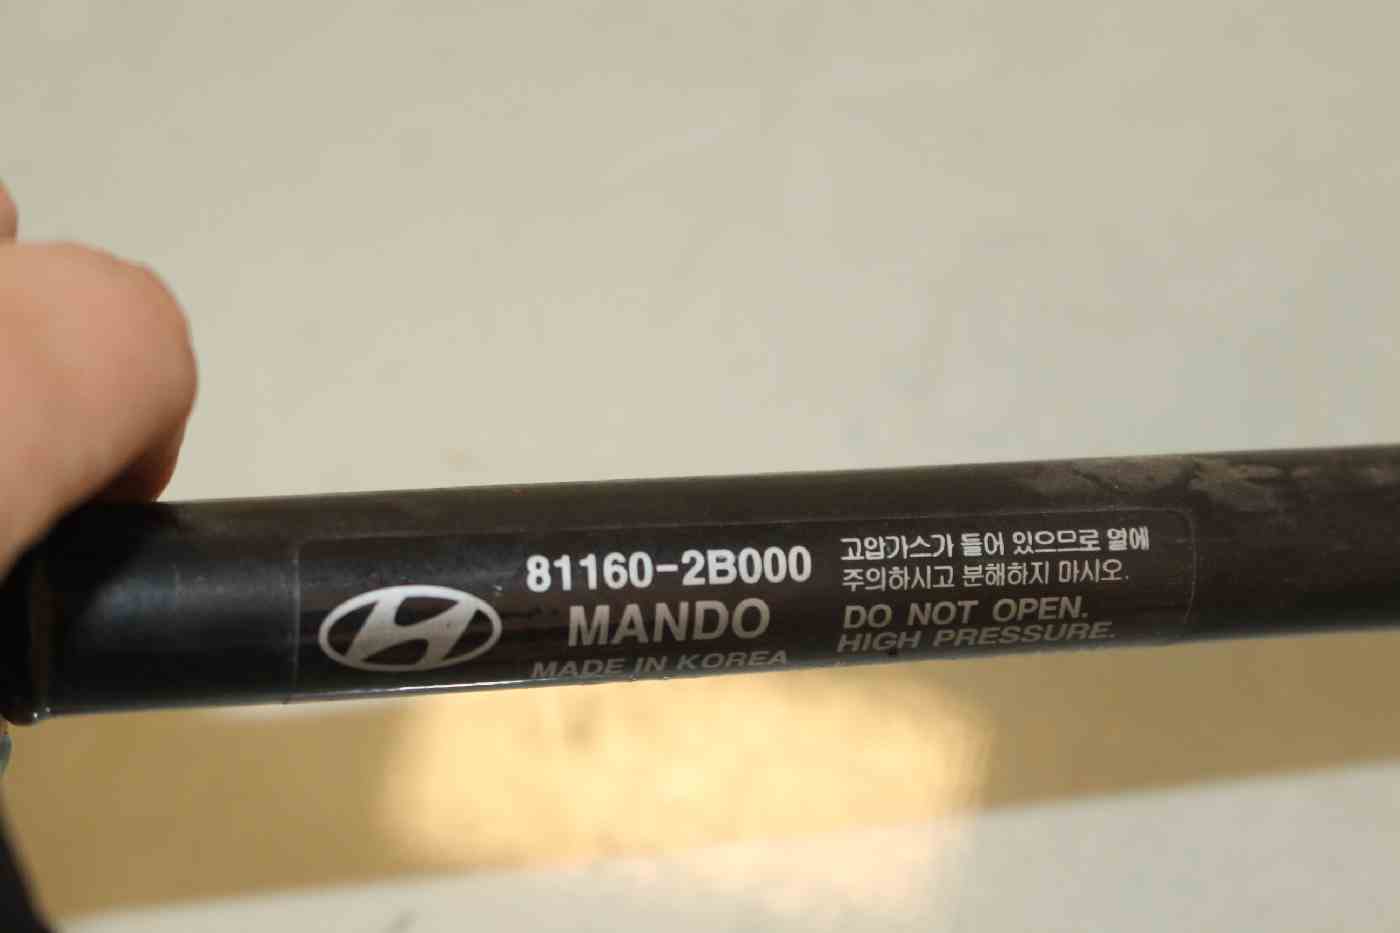 81160-2B000
MANDO
MADE IN KOREA
고압가스가 들어 있으므로 열에
주의하시고 분해하지 마시오.
DO NOT OPEN.
HIGH PRESSURE.